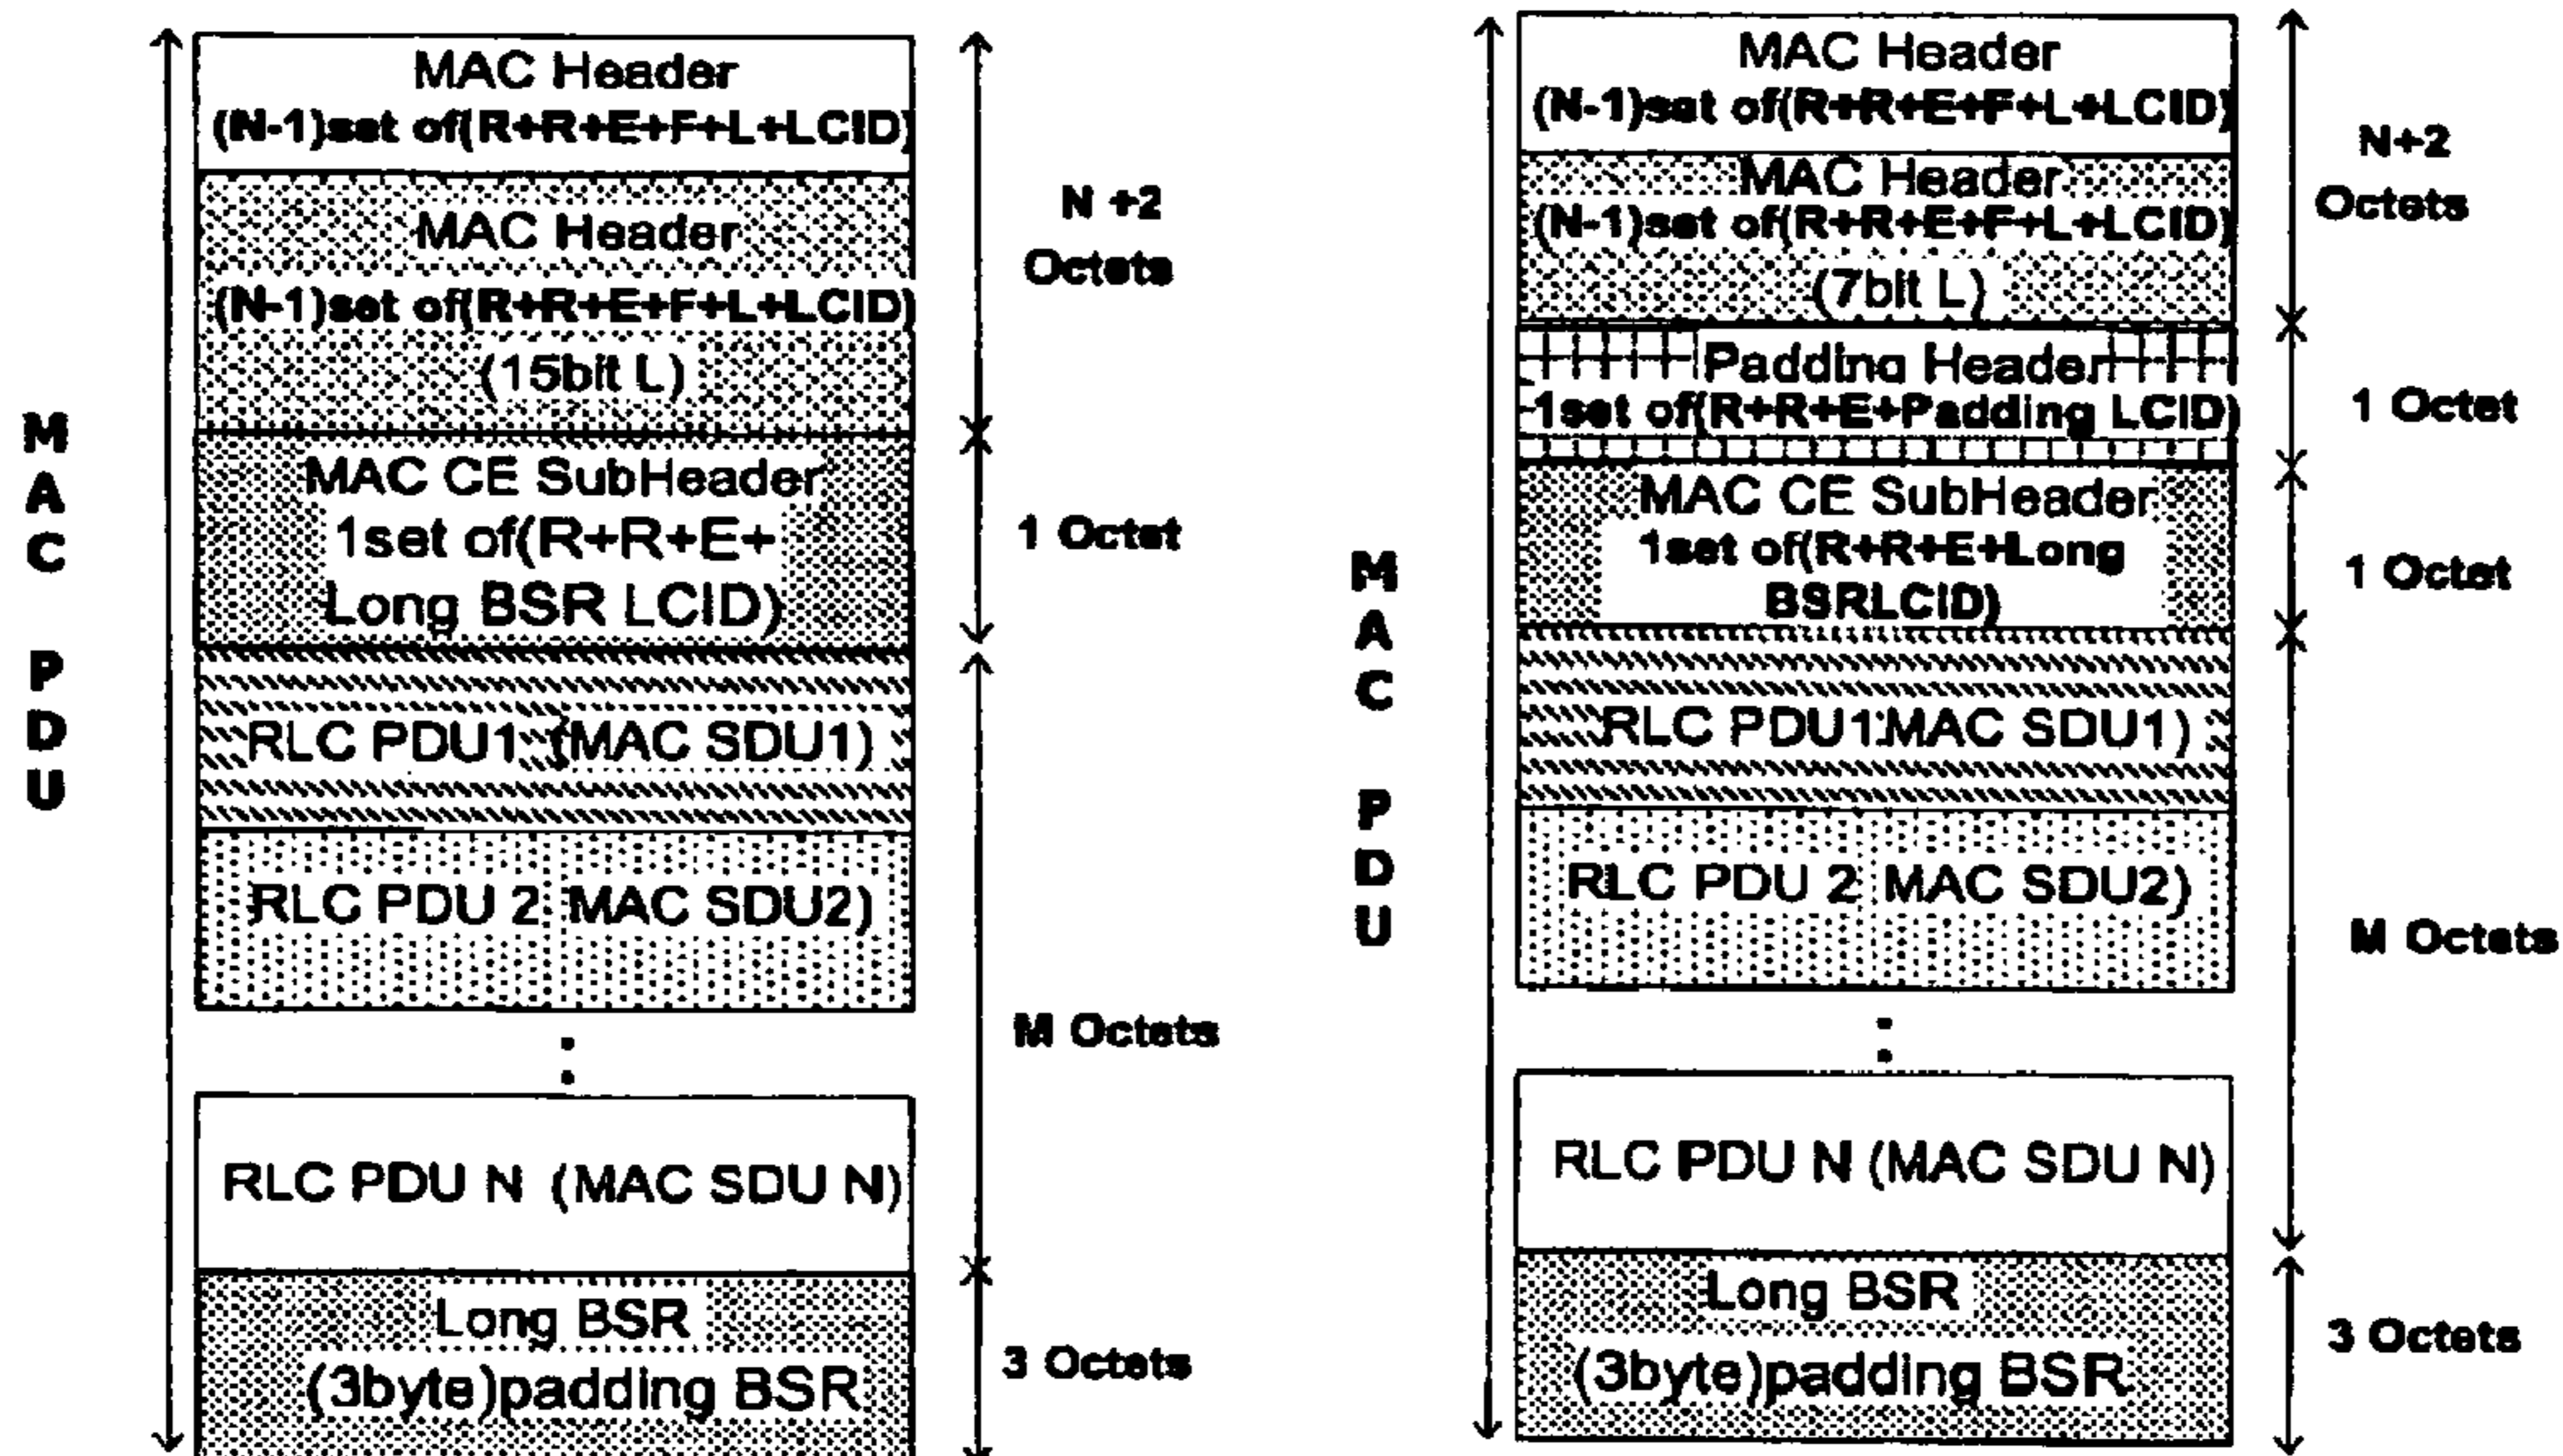 MAC Header
(N-1)set of(R+R+E+F+L+LCID)
MAC Header
(N-1)set of(R+R+E+F+L+LCID)
(15bit L)
MAC CE SubHeader
1set of(R+R+E+
Long BSR LCID)
RLC PDU1 (MAC SDU1)
RLC PDU 2 MAC SDU2)
:
RLC PDU N (MAC SDU N)
Long BSR
(3byte)padding BSR
MAC PDU
N +2
Octets
1 Octet
M Octets
3 Octets
MAC Header
(N-1)set of(R+R+E+F+L+LCID)
MAC Header
(N-1)set of(R+R+E+F+L+LCID)
(7bit L)
Padding Header
1set of(R+R+E+Padding LCID)
MAC CE SubHeader
1set of(R+R+E+Long
BSRLCID)
RLC PDU1:MAC SDU1)
RLC PDU 2 MAC SDU2)
:
RLC PDU N (MAC SDU N)
Long BSR
(3byte)padding BSR
MAC PDU
N+2
Octets
1 Octet
1 Octet
M Octets
3 Octets